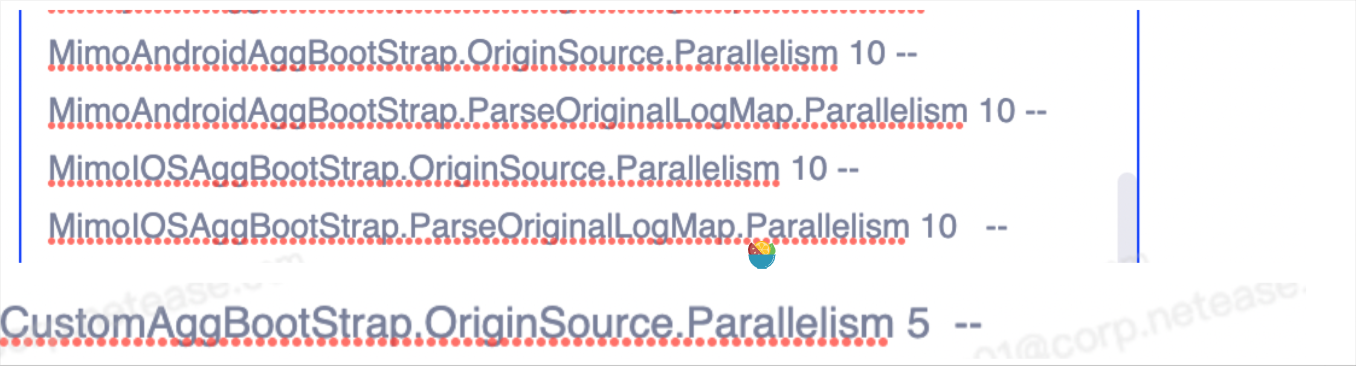 MimoAndroidAggBootStrap.OriginSource.Parallelism 10 --
MimoAndroidAggBootStrap.ParseOriginalLogMap.Parallelism 10 --
MimoIOSAggBootStrap.OriginSource.Parallelism 10 --
MimoIOSAggBootStrap.ParseOriginalLogMap.Parallelism 10 --
CustomAggBootStrap.OriginSource.Parallelism 5 --